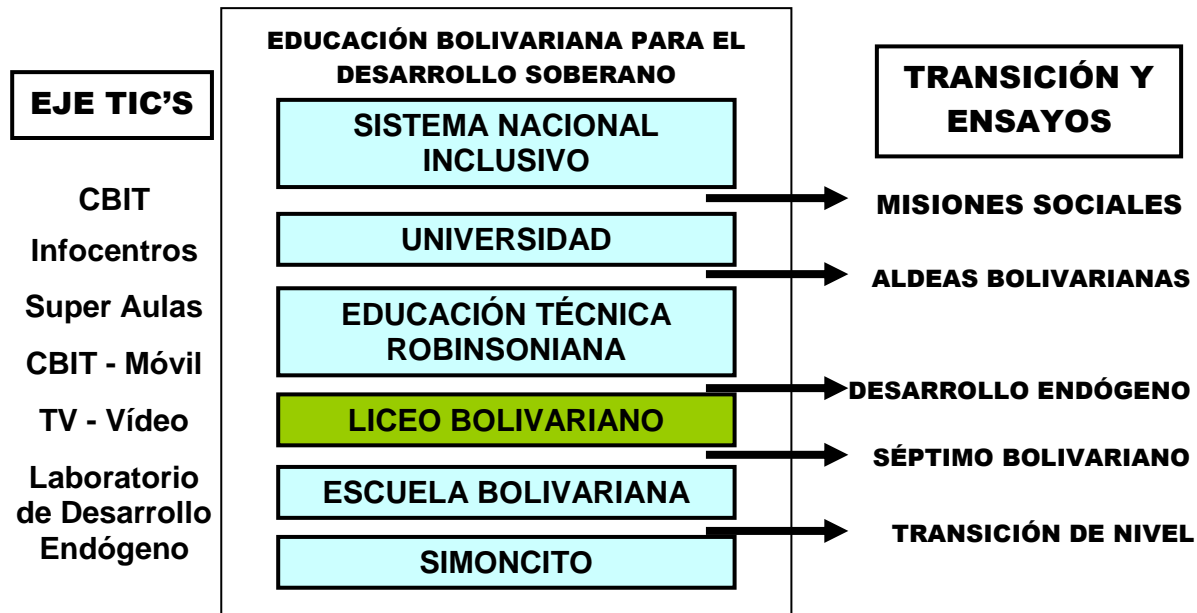 EJE TIC’S
CBIT
Infocentros
Super Aulas
CBIT - Móvil
TV - Vídeo
Laboratorio
de Desarrollo
Endógeno
EDUCACIÓN BOLIVARIANA PARA EL
DESARROLLO SOBERANO
SISTEMA NACIONAL
INCLUSIVO
UNIVERSIDAD
EDUCACIÓN TÉCNICA
ROBINSONIANA
LICEO BOLIVARIANO
ESCUELA BOLIVARIANA
SIMONCITO
TRANSICIÓN Y
ENSAYOS
MISIONES SOCIALES
ALDEAS BOLIVARIANAS
DESARROLLO ENDÓGENO
SÉPTIMO BOLIVARIANO
TRANSICIÓN DE NIVEL